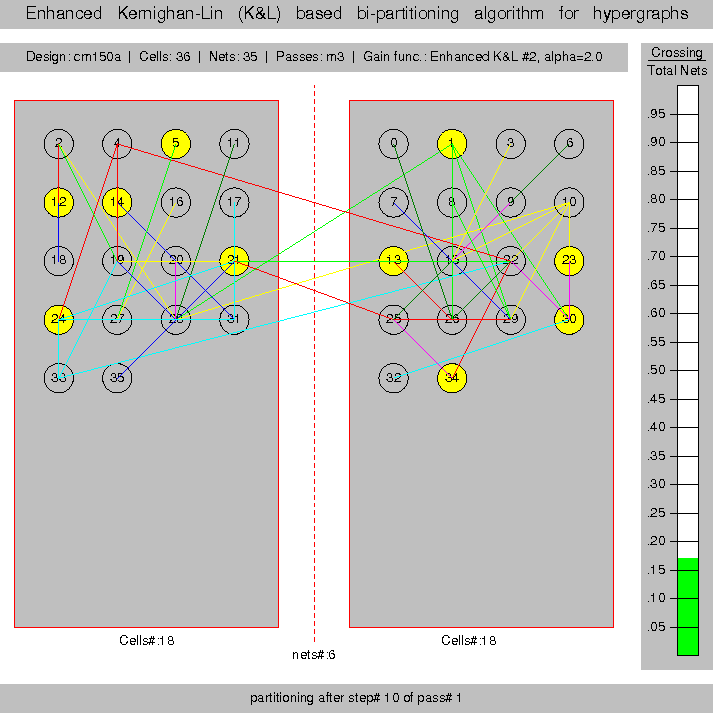 Enhanced Kernighan-Lin (K&L) based bi-partitioning algorithm for hypergraphs
Design: cm150a | Cells: 36 | Nets: 35 | Passes: m3 | Gain func.: Enhanced K&L #2, alpha=2.0
Crossing
Total Nets
2 4 5 11 0 1 3 6
12 14 16 17 7 8 9 10
18 19 20 21 13 15 22 23
24 27 28 31 25 26 29 30
33 35 32 34
.95
.90
.85
.80
.75
.70
.65
.60
.55
.50
.45
.40
.35
.30
.25
.20
.15
.10
.05
Cells#:18 Cells#:18
nets#:6
partitioning after step# 10 of pass# 1